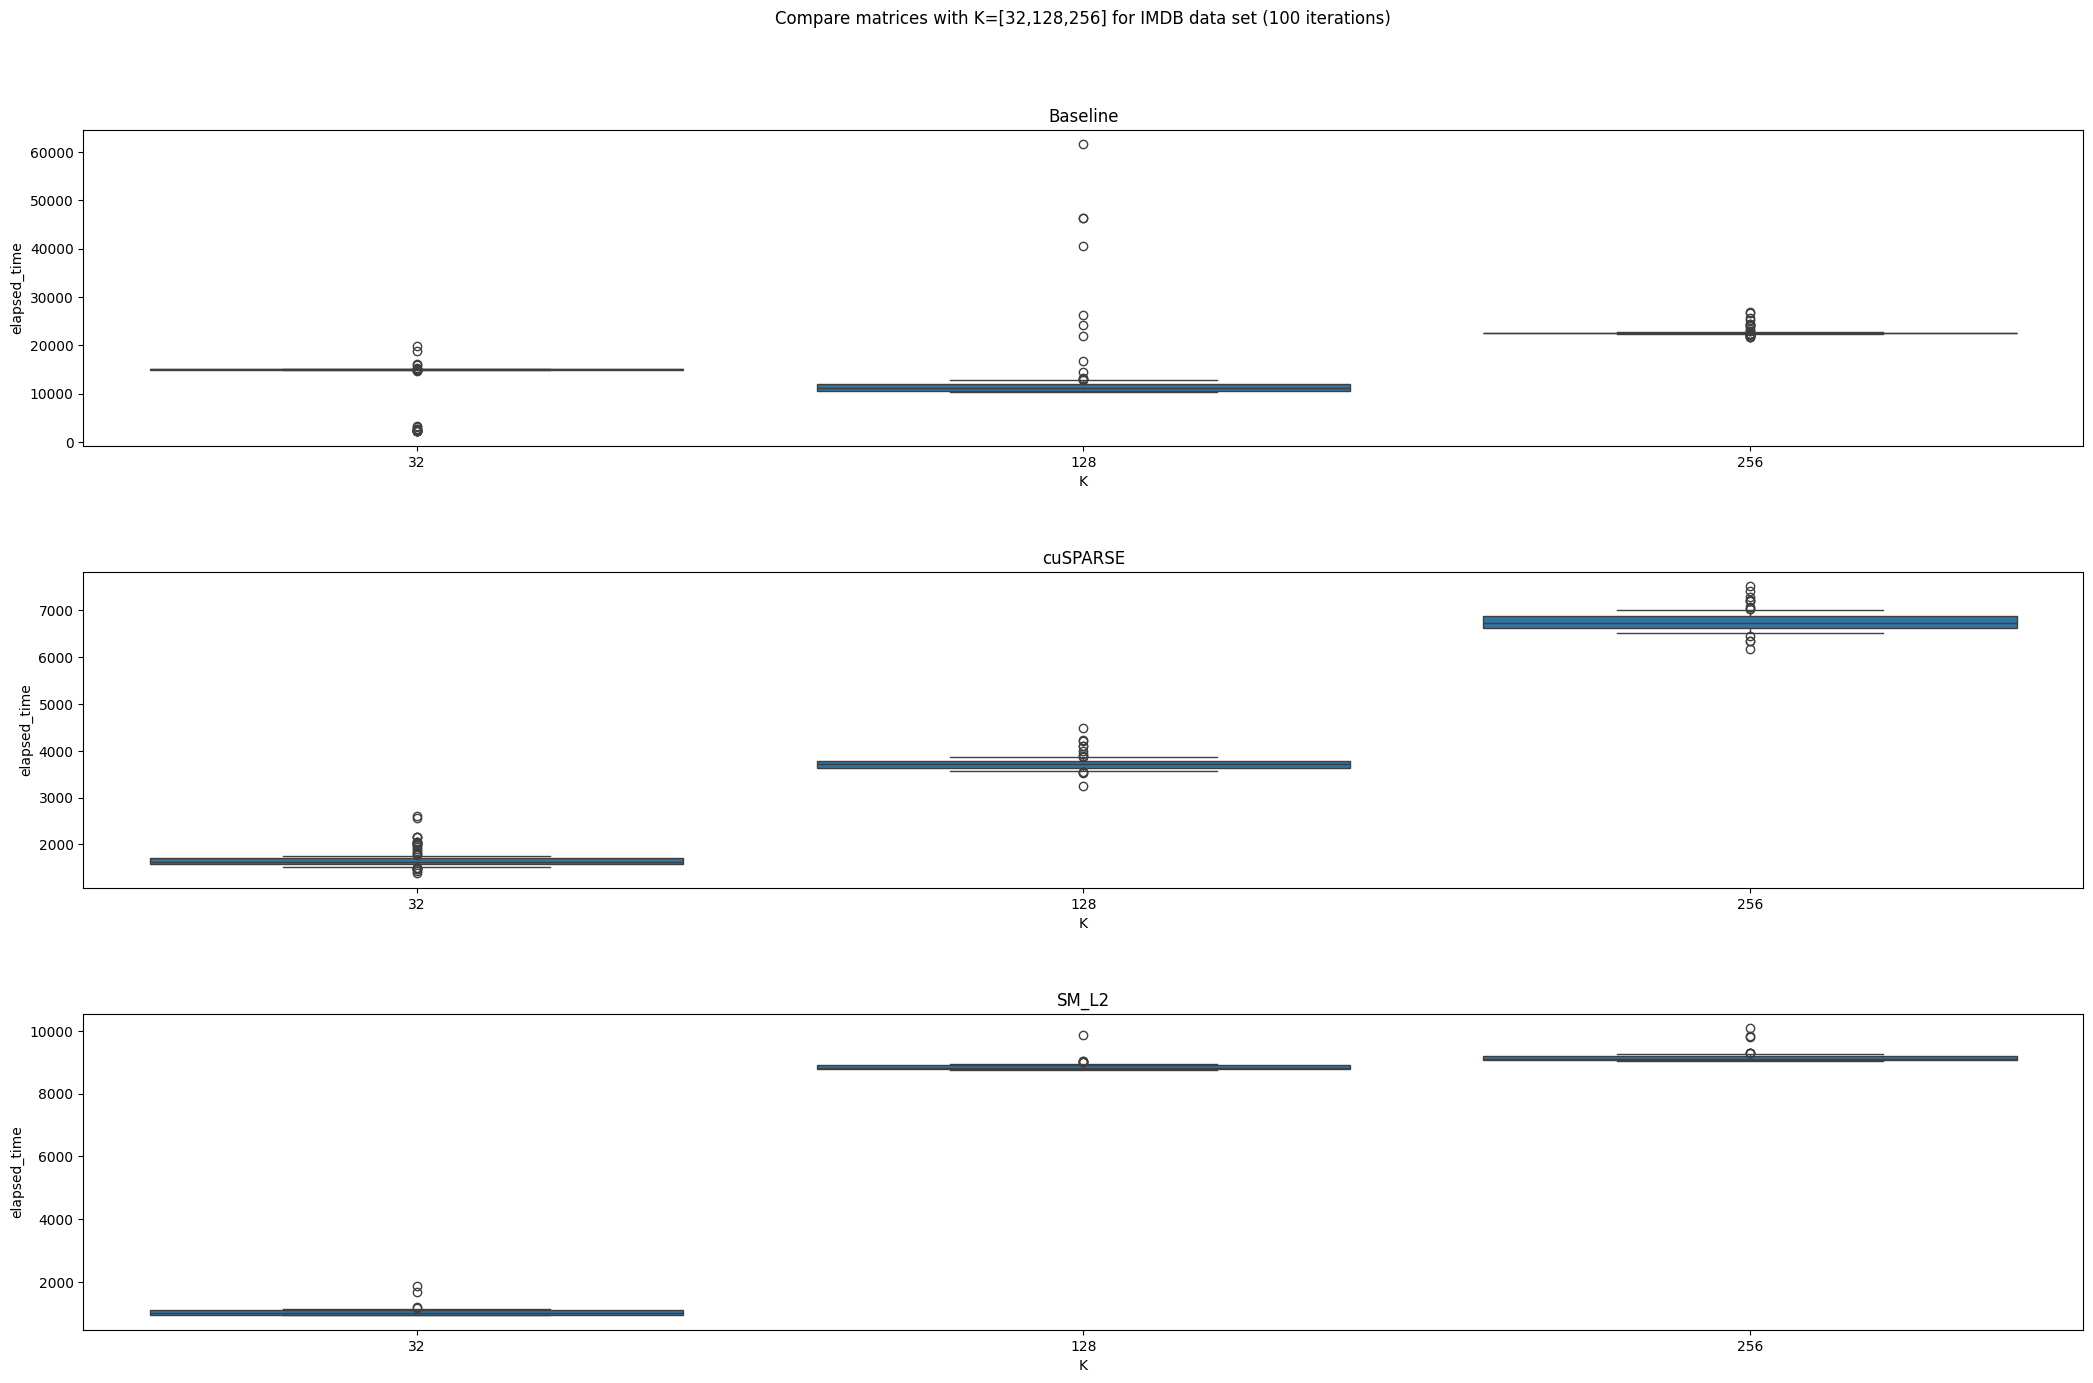 Compare matrices with K=[32,128,256] for IMDB data set (100 iterations)
Baseline
elapsed_time
60000
50000
40000
30000
20000
10000
0
32 128 256
K
cuSPARSE
elapsed_time
7000
6000
5000
4000
3000
2000
32 128 256
K
SM_L2
elapsed_time
10000
8000
6000
4000
2000
32 128 256
K